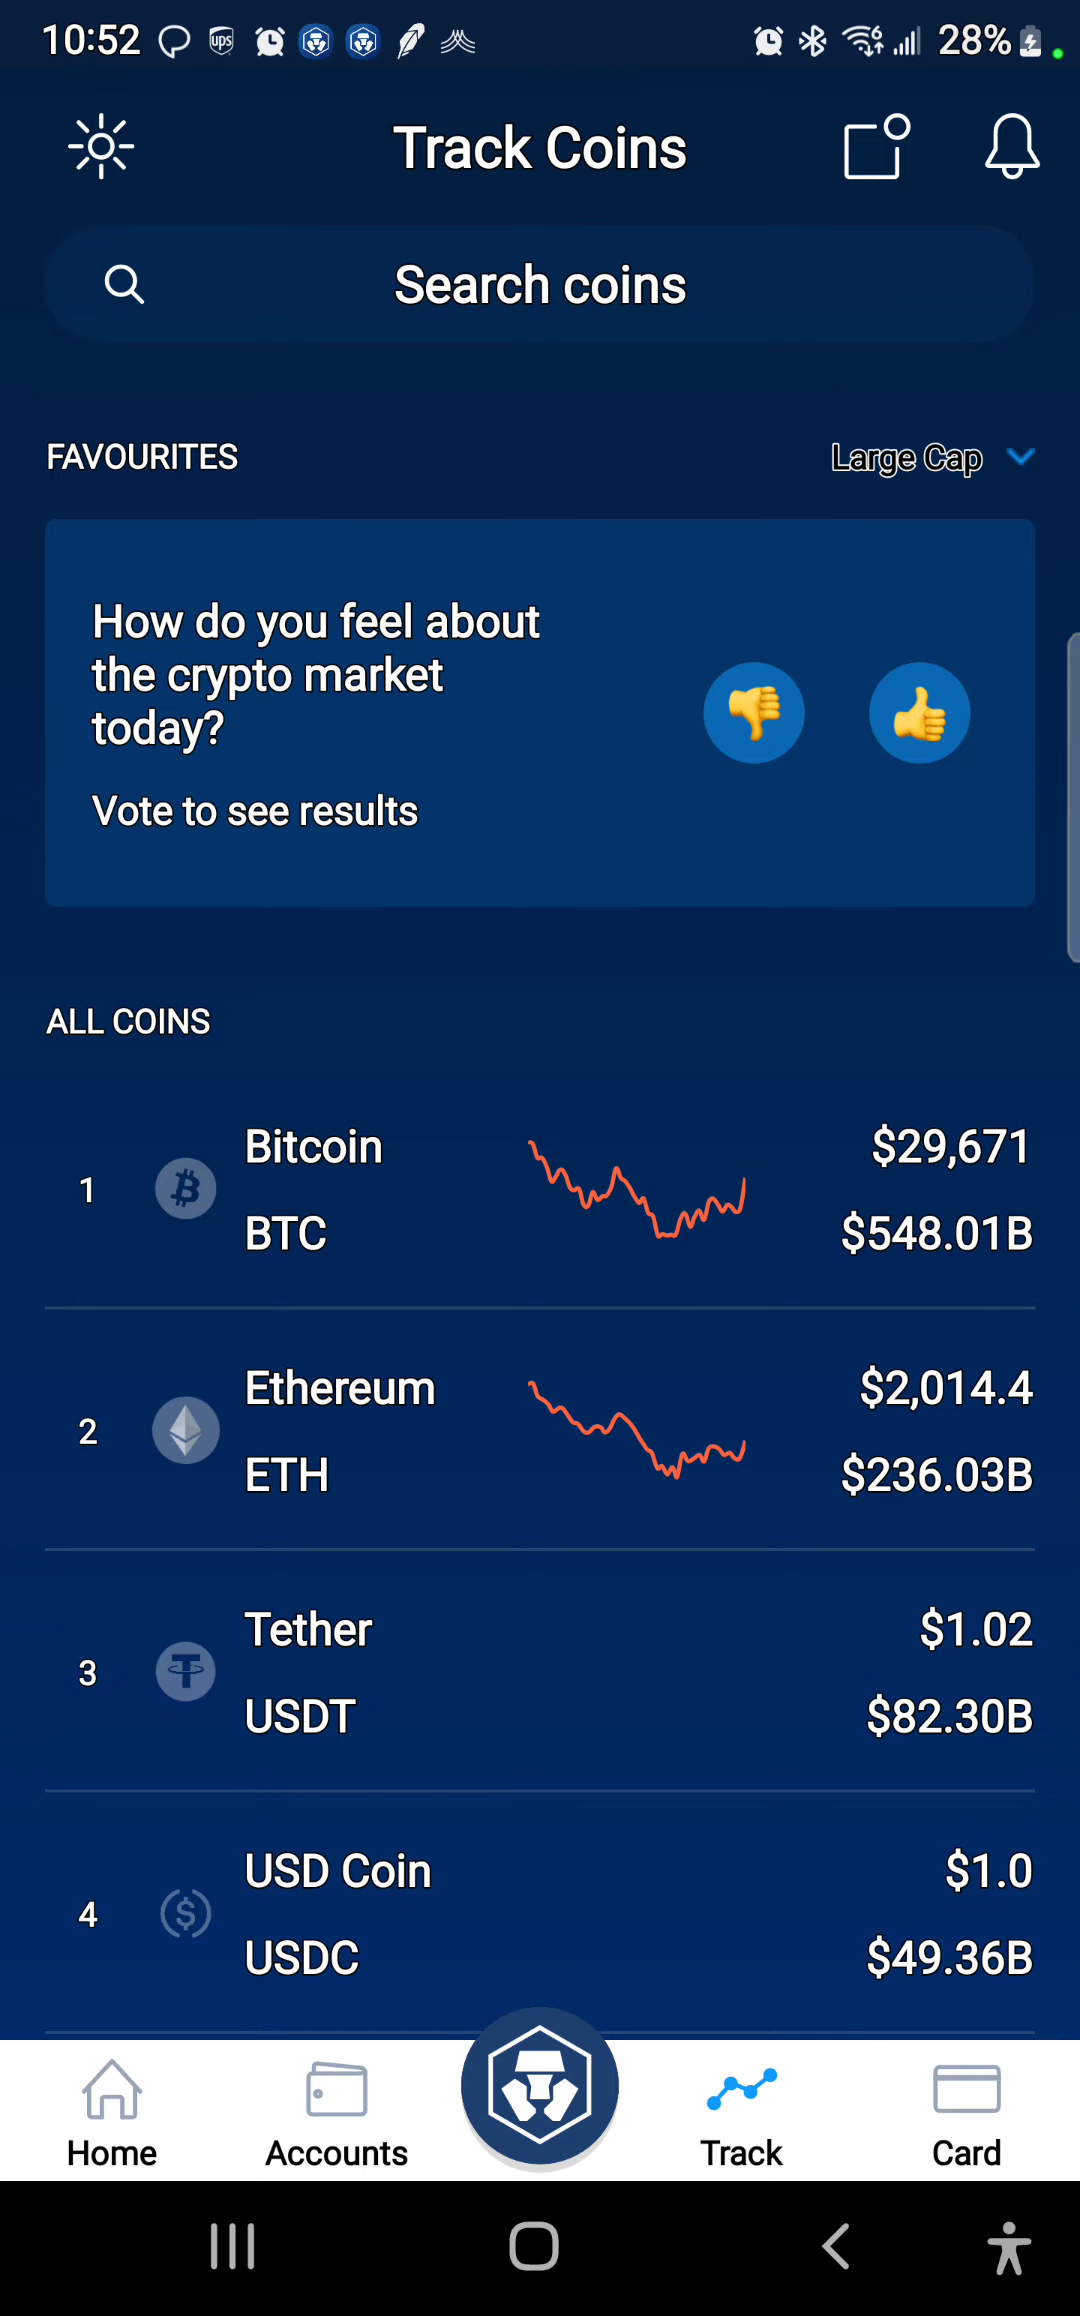 10:52
UPS
6
28%
Track Coins
Search coins
FAVOURITES
Large Cap
How do you feel about
the crypto market
today?
Vote to see results
ALL COINS
1
Bitcoin
$29,671
BTC
$548.01B
2
Ethereum
$2,014.4
ETH
$236.03B
3
Tether
$1.02
USDT
$82.30B
4
USD Coin
$1.0
USDC
$49.36B
Home
Accounts
Track
Card